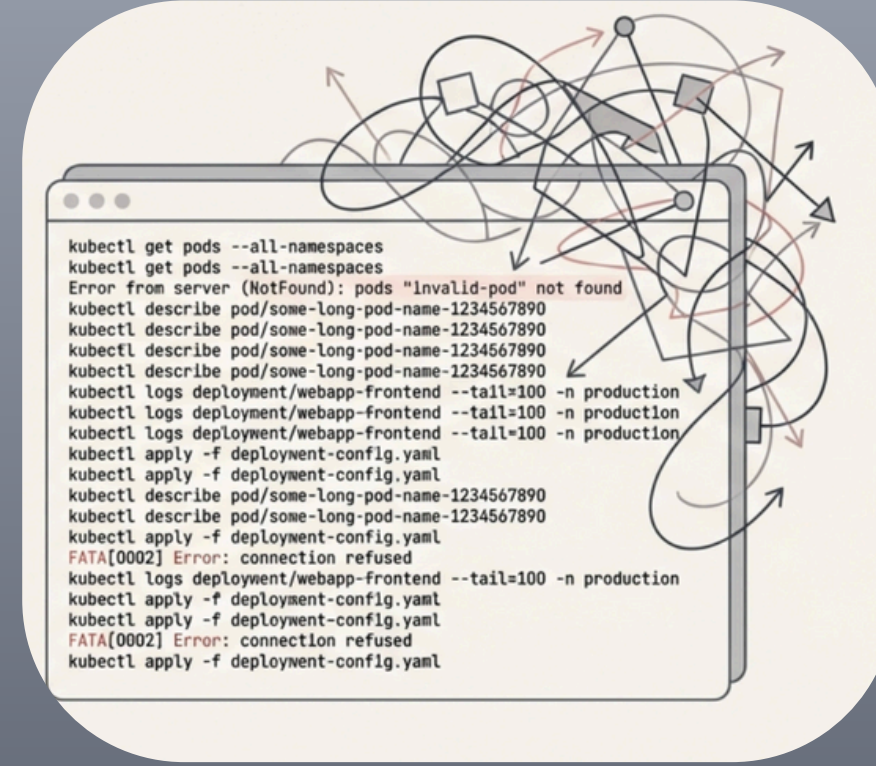 kubectl get pods --all-namespaces
kubectl get pods --all-namespaces
Error from server (NotFound): pods "invalid-pod" not found
kubectl describe pod/some-long-pod-name-1234567890
kubectl describe pod/some-long-pod-name-1234567890
kubectl describe pod/some-long-pod-name-1234567890
kubectl describe pod/some-long-pod-name-1234567890
kubectl logs deployment/webapp-frontend --tail=100 -n production
kubectl logs deployment/webapp-frontend --tail=100 -n production
kubectl logs deployment/webapp-frontend --tail=100 -n production
kubectl apply -f deployment-config.yaml
kubectl apply -f deployment-config.yaml
kubectl describe pod/some-long-pod-name-1234567890
kubectl describe pod/some-long-pod-name-1234567890
kubectl apply -f deployment-config.yaml
FATA[0002] Error: connection refused
kubectl logs deployment/webapp-frontend --tail=100 -n production
kubectl apply -f deployment-config.yaml
kubectl apply -f deployment-config.yaml
FATA[0002] Error: connection refused
kubectl apply -f deployment-config.yaml